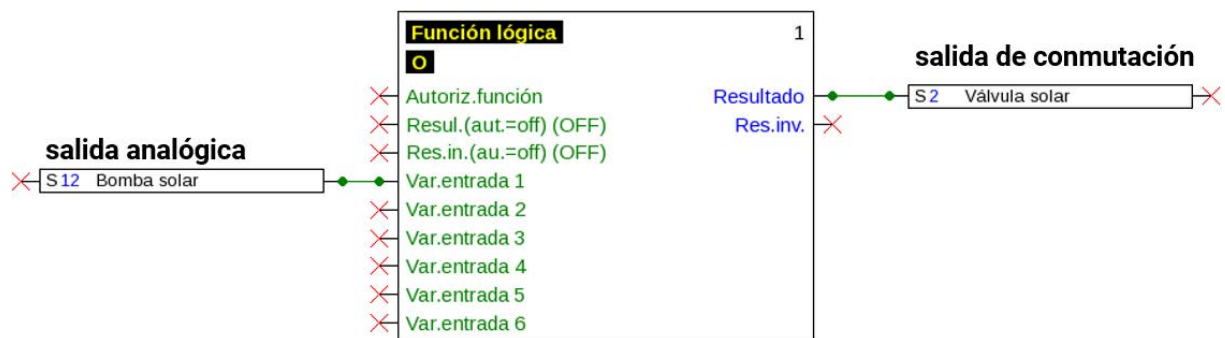 Función lógica 1
O
salida de conmutación
Autoriz.función Resultado S2 Válvula solar
Resul.(aut.=off) (OFF) Res.inv.
salida analógica Res.in.(au.=off) (OFF)
S12 Bomba solar Var.entrada 1
Var.entrada 2
Var.entrada 3
Var.entrada 4
Var.entrada 5
Var.entrada 6